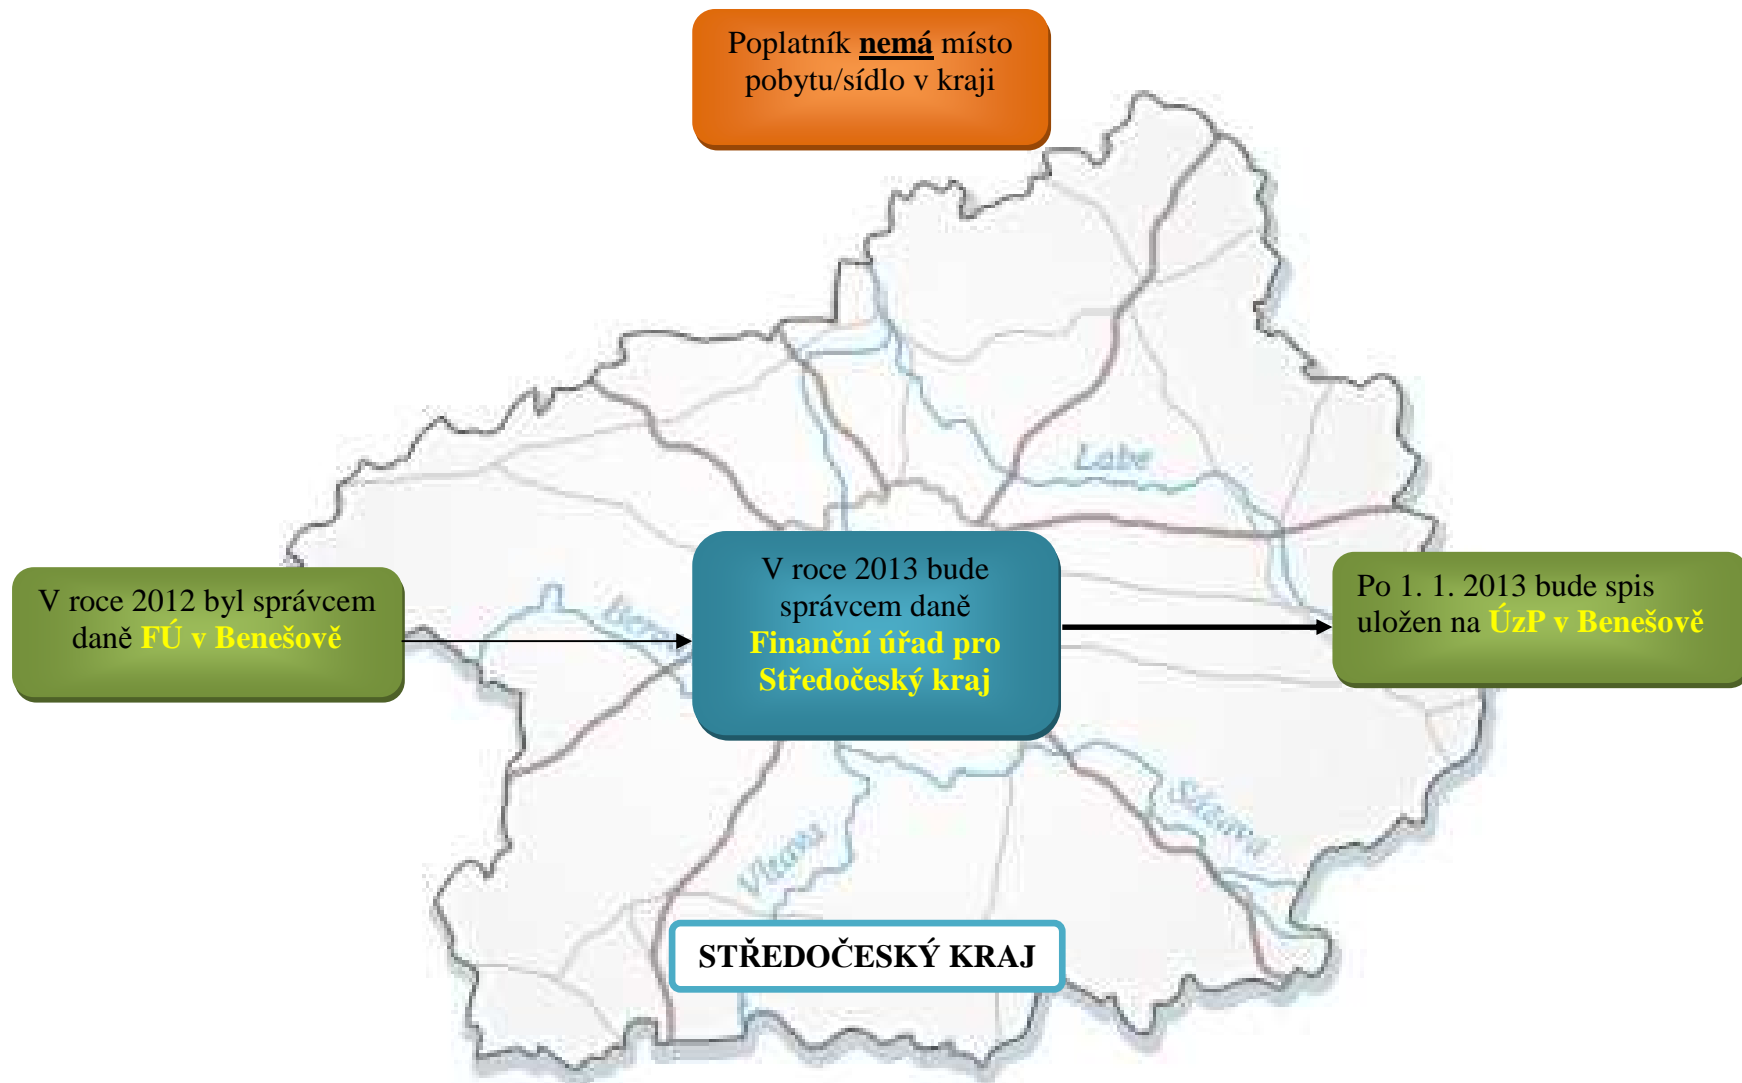 Poplatník nemá místo
pobytu/sídlo v kraji
Labe
V roce 2012 byl správcem
daně FÚ v Benešově
V roce 2013 bude
správcem daně
Finanční úřad pro
Středočeský kraj
Po 1. 1. 2013 bude spis
uložen na ÚzP v Benešově
Sázava
Vltava
STŘEDOČESKÝ KRAJ